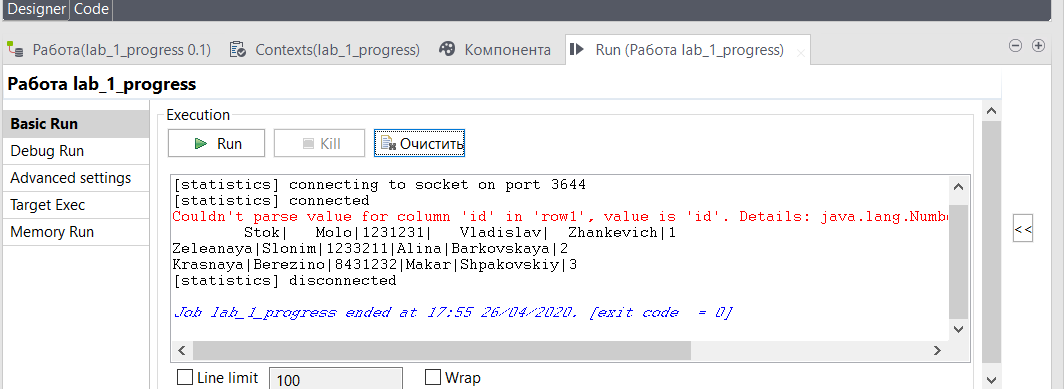 Designer Code
Работа(lab_1_progress 0.1) Contexts(lab_1_progress) Компонента Run (Работа lab_1_progress)
Работа lab_1_progress
Basic Run
Debug Run
Advanced settings
Target Exec
Memory Run
Execution
Run Kill Очистить
[statistics] connecting to socket on port 3644
[statistics] connected
Couldn't parse value for column 'id' in 'row1', value is 'id'. Details: java.lang.Numbe
Stok| Molo|1231231| Vladislav| Zhankevich|1
Zeleanaya|Slonim|1233211|Alina|Barkovskaya|2
Krasnaya|Berezino|8431232|Makar|Shpakovskiy|3
[statistics] disconnected
Job lab_1_progress ended at 17:55 26/04/2020. [exit code = 0]
<<
Line limit 100 Wrap